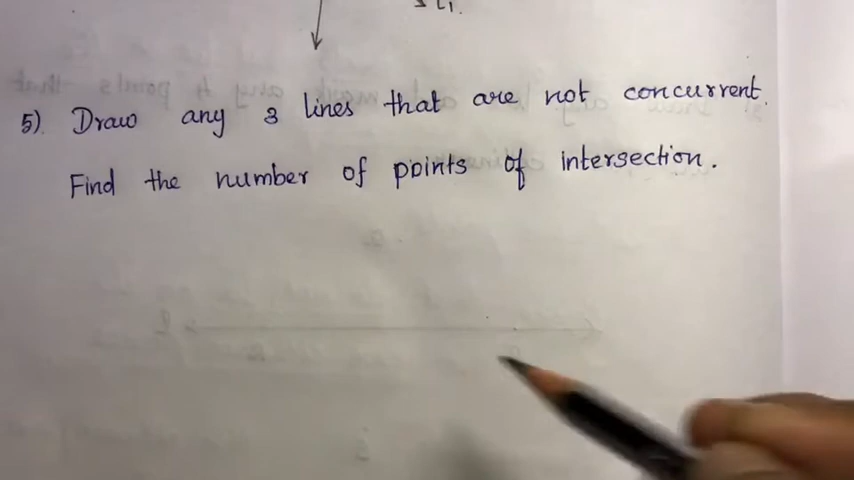 5). Draw any 3 lines that are not concurrent.
Find the number of points of intersection.